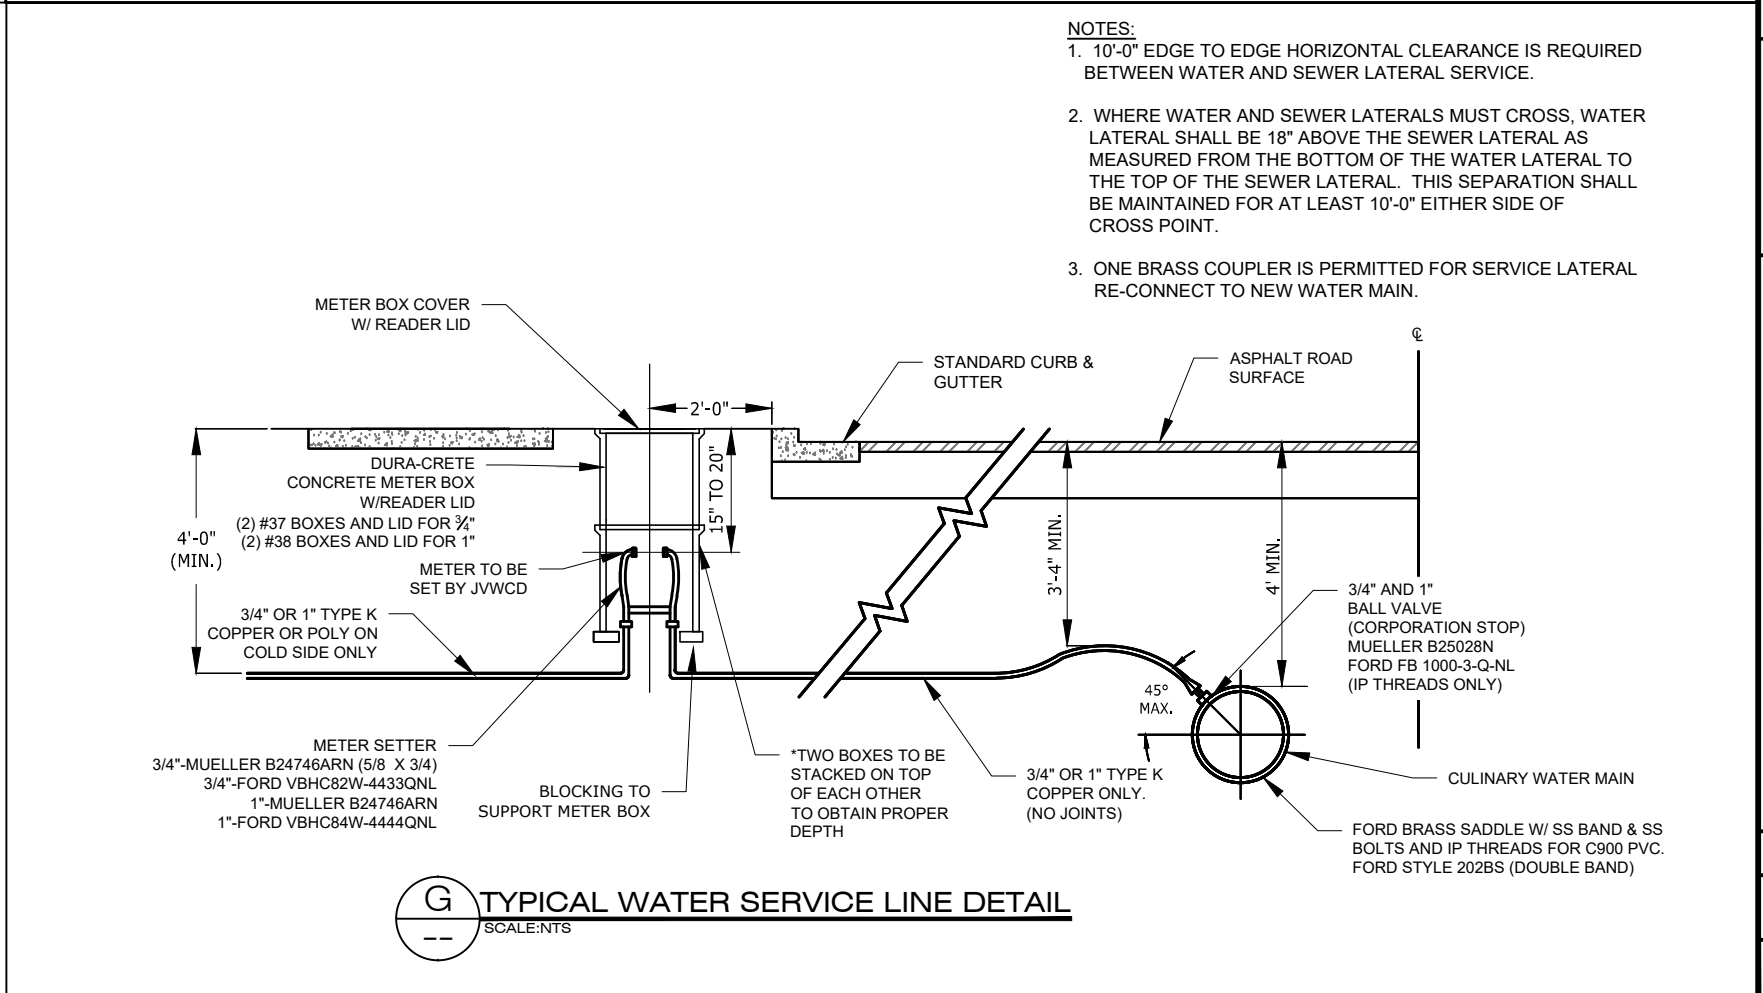 NOTES:
1. 10'-0" EDGE TO EDGE HORIZONTAL CLEARANCE IS REQUIRED
BETWEEN WATER AND SEWER LATERAL SERVICE.
2. WHERE WATER AND SEWER LATERALS MUST CROSS, WATER
LATERAL SHALL BE 18" ABOVE THE SEWER LATERAL AS
MEASURED FROM THE BOTTOM OF THE WATER LATERAL TO
THE TOP OF THE SEWER LATERAL. THIS SEPARATION SHALL
BE MAINTAINED FOR AT LEAST 10'-0" EITHER SIDE OF
CROSS POINT.
3. ONE BRASS COUPLER IS PERMITTED FOR SERVICE LATERAL
RE-CONNECT TO NEW WATER MAIN.
METER BOX COVER
W/ READER LID
℄
STANDARD CURB &
GUTTER
ASPHALT ROAD
SURFACE
2'-0"
DURA-CRETE
CONCRETE METER BOX
W/READER LID
(2) #37 BOXES AND LID FOR ¾"
(2) #38 BOXES AND LID FOR 1"
15" TO 20"
4'-0"
(MIN.)
METER TO BE
SET BY JVWCD
3'-4" MIN.
4' MIN.
3/4" AND 1"
BALL VALVE
(CORPORATION STOP)
MUELLER B25028N
FORD FB 1000-3-Q-NL
(IP THREADS ONLY)
3/4" OR 1" TYPE K
COPPER OR POLY ON
COLD SIDE ONLY
45°
MAX.
METER SETTER
3/4"-MUELLER B24746ARN (5/8 X 3/4)
3/4"-FORD VBHC82W-4433QNL
1"-MUELLER B24746ARN
1"-FORD VBHC84W-4444QNL
BLOCKING TO
SUPPORT METER BOX
*TWO BOXES TO BE
STACKED ON TOP
OF EACH OTHER
TO OBTAIN PROPER
DEPTH
3/4" OR 1" TYPE K
COPPER ONLY.
(NO JOINTS)
CULINARY WATER MAIN
FORD BRASS SADDLE W/ SS BAND & SS
BOLTS AND IP THREADS FOR C900 PVC.
FORD STYLE 202BS (DOUBLE BAND)
G
--
TYPICAL WATER SERVICE LINE DETAIL
SCALE:NTS